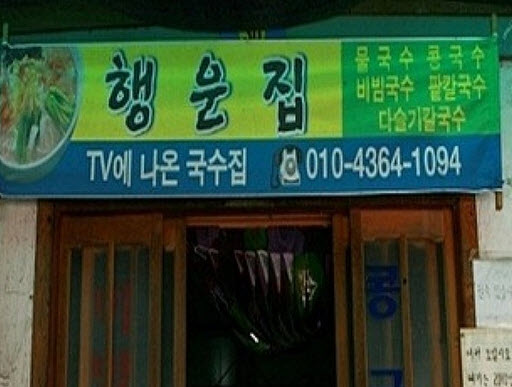 행운집
물국수 콩국수
비빔국수 팥칼국수
다슬기칼국수
TV에 나온 국수집 010-4364-1094